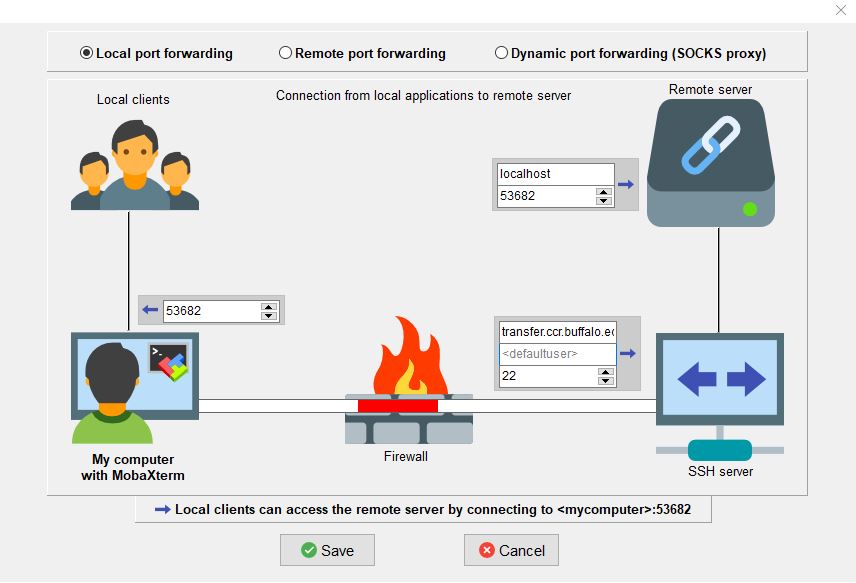 Local port forwarding
Remote port forwarding
Dynamic port forwarding (SOCKS proxy)
Local clients
Connection from local applications to remote server
Remote server
localhost
53682
53682
>_
transfer.ccr.buffalo.ec
<defaultuser>
22
Firewall
My computer
with MobaXterm
SSH server
Local clients can access the remote server by connecting to <mycomputer>:53682
Save
Cancel